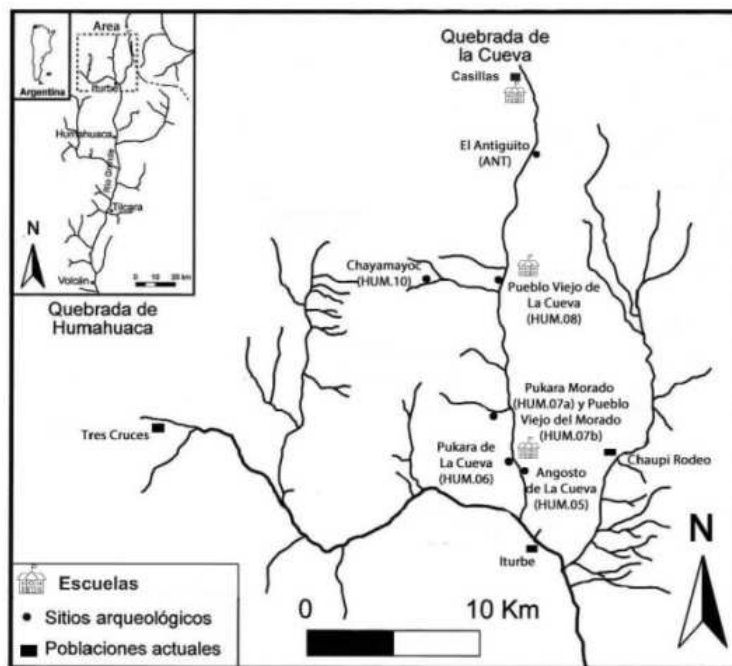 Area
Argentina
Iturbe
Humahuaca
Río Grande
Tilcara
N
0 10 20 km
Volcán
Quebrada de
Humahuaca
Quebrada de
la Cueva
Casillas
El Antiguito
(ANT)
Chayamayoc
(HUM.10)
Pueblo Viejo de
La Cueva
(HUM.08)
Pukara Morado
(HUM.07a) y Pueblo
Viejo del Morado
(HUM.07b)
Tres Cruces
Pukara de
La Cueva
(HUM.06)
Angosto
de La Cueva
(HUM.05)
Chaupi Rodeo
Iturbe
N
Escuelas
Sitios arqueológicos
Poblaciones actuales
0 10 Km